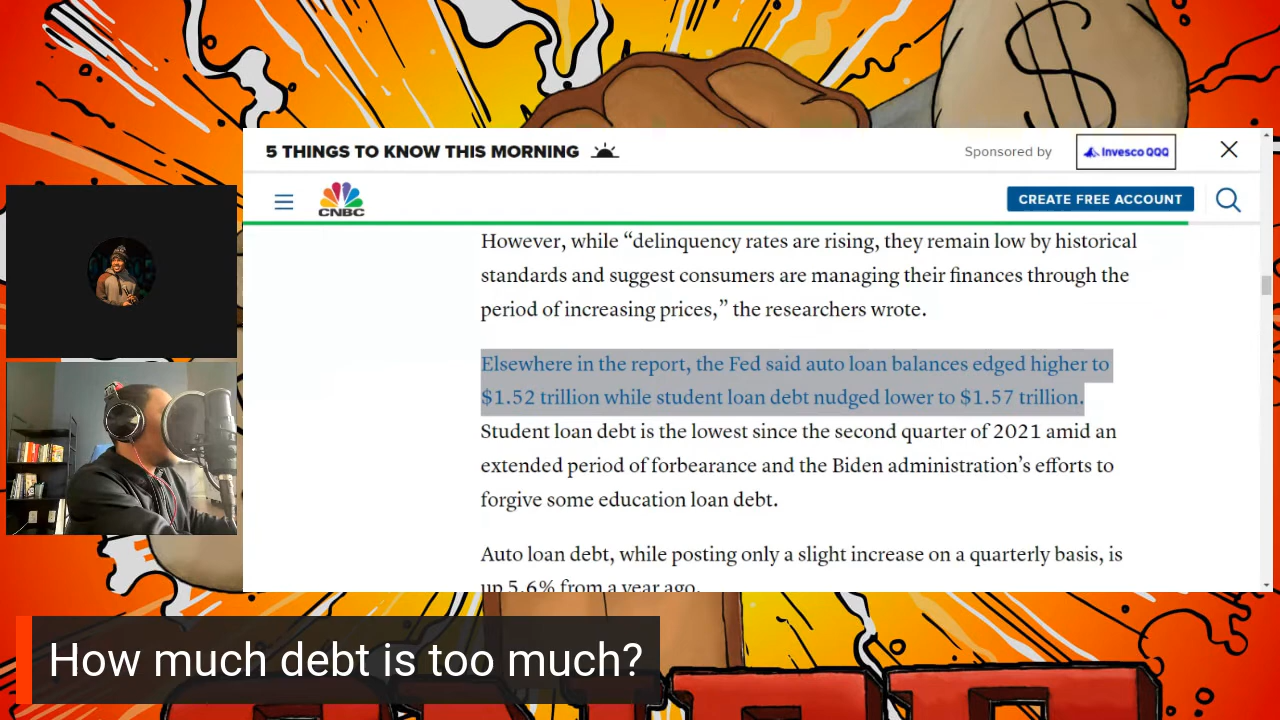 5 THINGS TO KNOW THIS MORNING
Sponsored by
Invesco QQQ
CNBC
CREATE FREE ACCOUNT
However, while “delinquency rates are rising, they remain low by historical
standards and suggest consumers are managing their finances through the
period of increasing prices,” the researchers wrote.
Elsewhere in the report, the Fed said auto loan balances edged higher to
$1.52 trillion while student loan debt nudged lower to $1.57 trillion.
Student loan debt is the lowest since the second quarter of 2021 amid an
extended period of forbearance and the Biden administration’s efforts to
forgive some education loan debt.
Auto loan debt, while posting only a slight increase on a quarterly basis, is
up 5.6% from a year ago.
How much debt is too much?
$